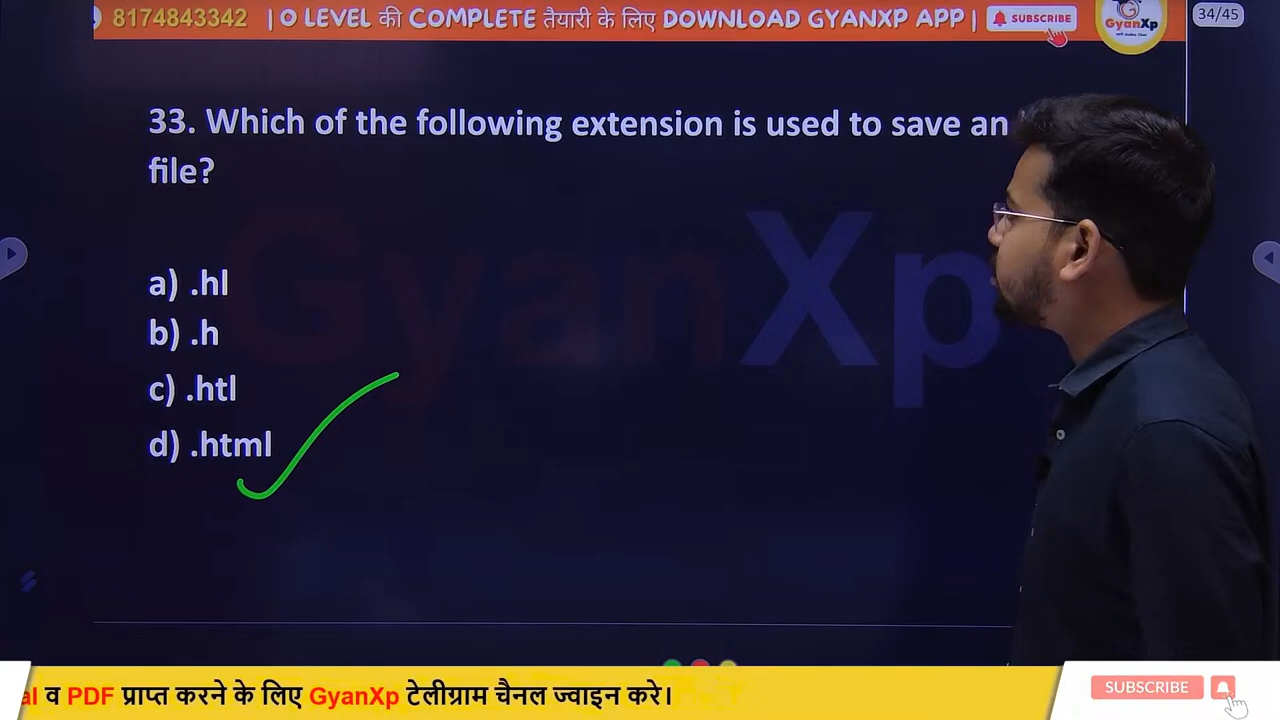 8174843342 | O LEVEL की COMPLETE तैयारी के लिए DOWNLOAD GYANXP APP |
SUBSCRIBE
GyanXp
34/45
33. Which of the following extension is used to save an
file?
GyanXp
a) .hl
b) .h
c) .htl
d) .html
व PDF प्राप्त करने के लिए GyanXp टेलीग्राम चैनल ज्वाइन करे।
SUBSCRIBE